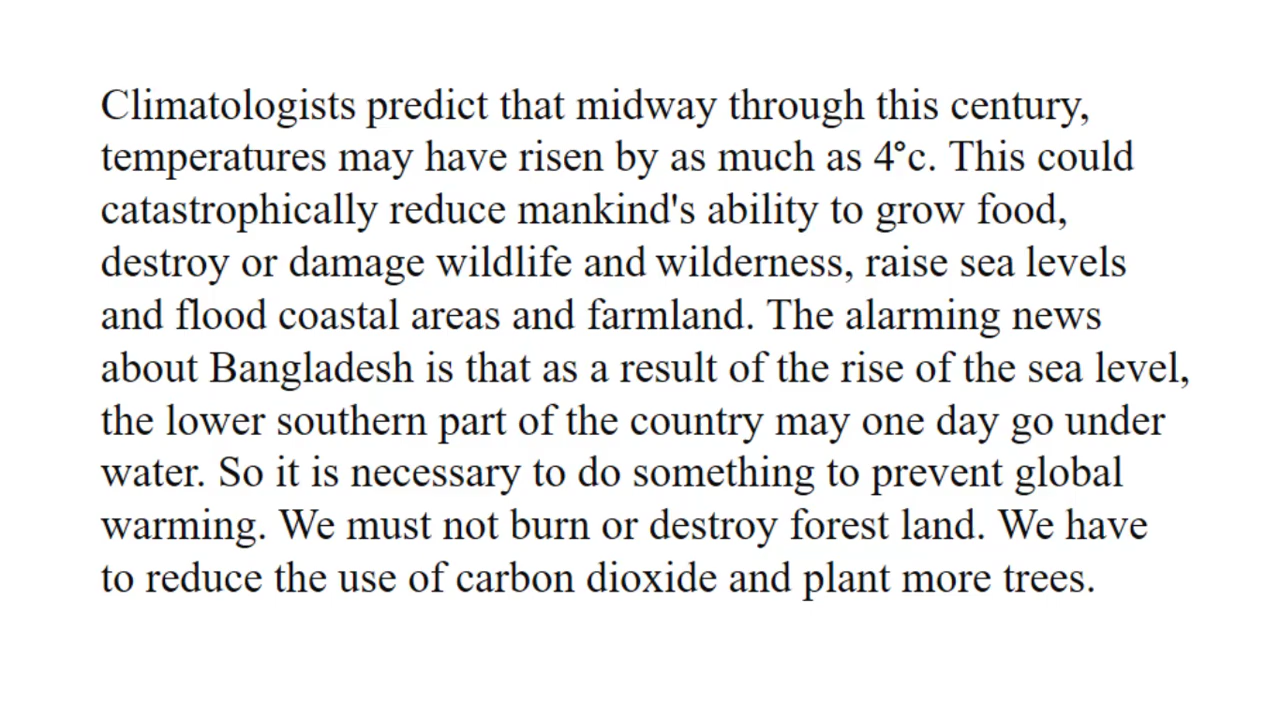 Climatologists predict that midway through this century,
temperatures may have risen by as much as 4°c. This could
catastrophically reduce mankind's ability to grow food,
destroy or damage wildlife and wilderness, raise sea levels
and flood coastal areas and farmland. The alarming news
about Bangladesh is that as a result of the rise of the sea level,
the lower southern part of the country may one day go under
water. So it is necessary to do something to prevent global
warming. We must not burn or destroy forest land. We have
to reduce the use of carbon dioxide and plant more trees.